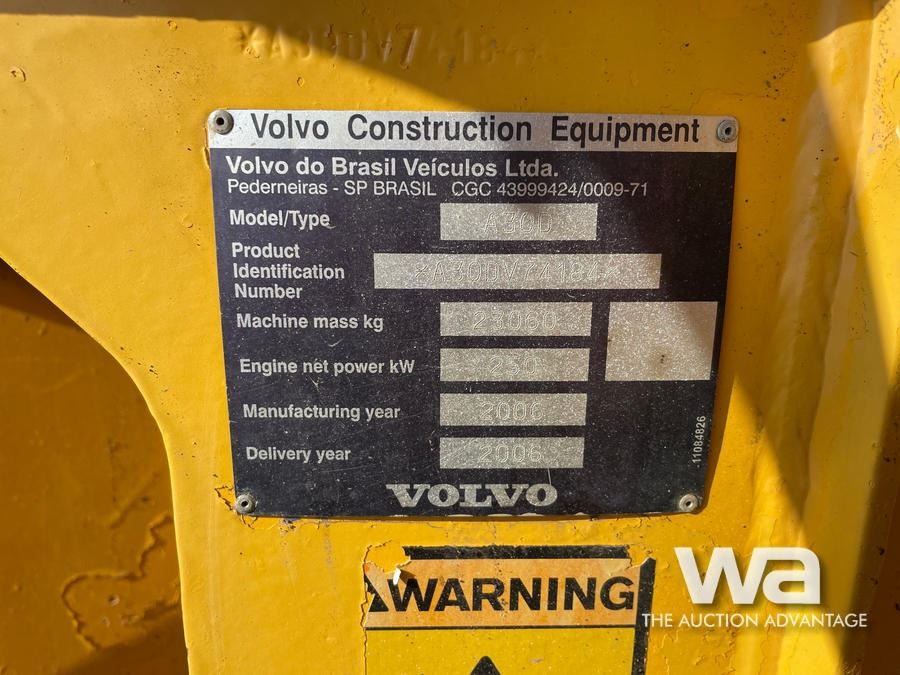 *A30DV74184*
Volvo Construction Equipment
Volvo do Brasil Veículos Ltda.
Pederneiras - SP BRASIL CGC 43999424/0009-71
Model/Type A30D
Product Identification Number *A30DV74184*
Machine mass kg 23060
Engine net power kW 250
Manufacturing year 2006
Delivery year 2006
11084826
VOLVO
WARNING
wa
THE AUCTION ADVANTAGE